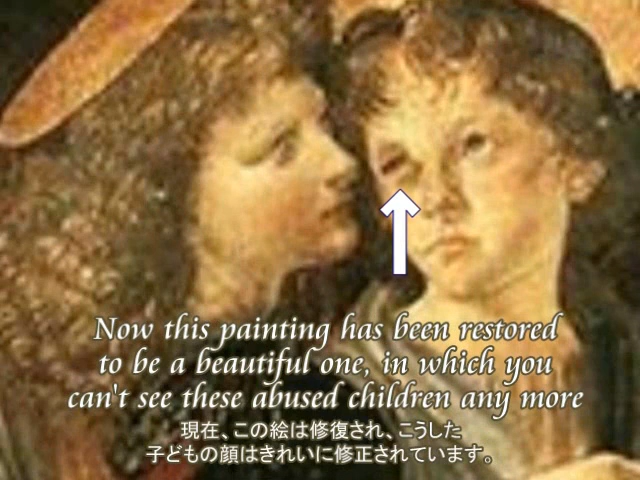 Now this painting has been restored
to be a beautiful one, in which you
can't see these abused children any more
現在、この絵は修復され、こうした
子どもの顔はきれいに修正されています。